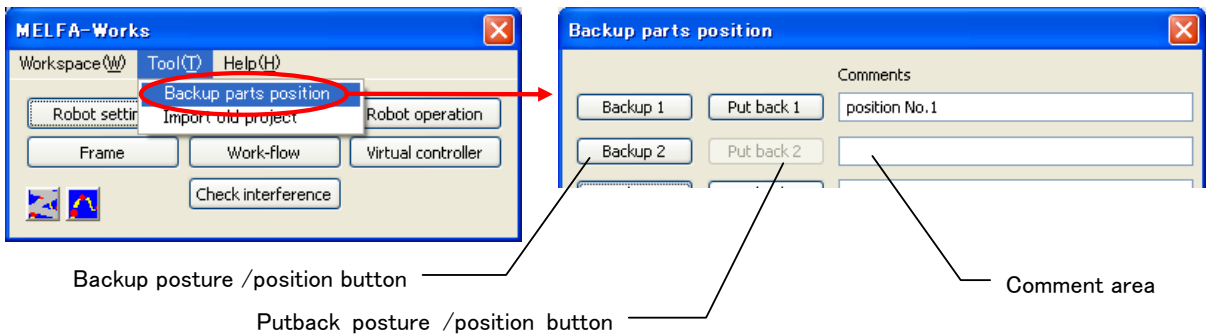 MELFA-Works
Workspace(W) Tool(T) Help(H)
Backup parts position
Import old project
Robot settin
Robot operation
Frame
Work-flow
Virtual controller
Check interference
Backup parts position
Comments
Backup 1
Put back 1
position No.1
Backup 2
Put back 2
Backup posture /position button
Comment area
Putback posture /position button